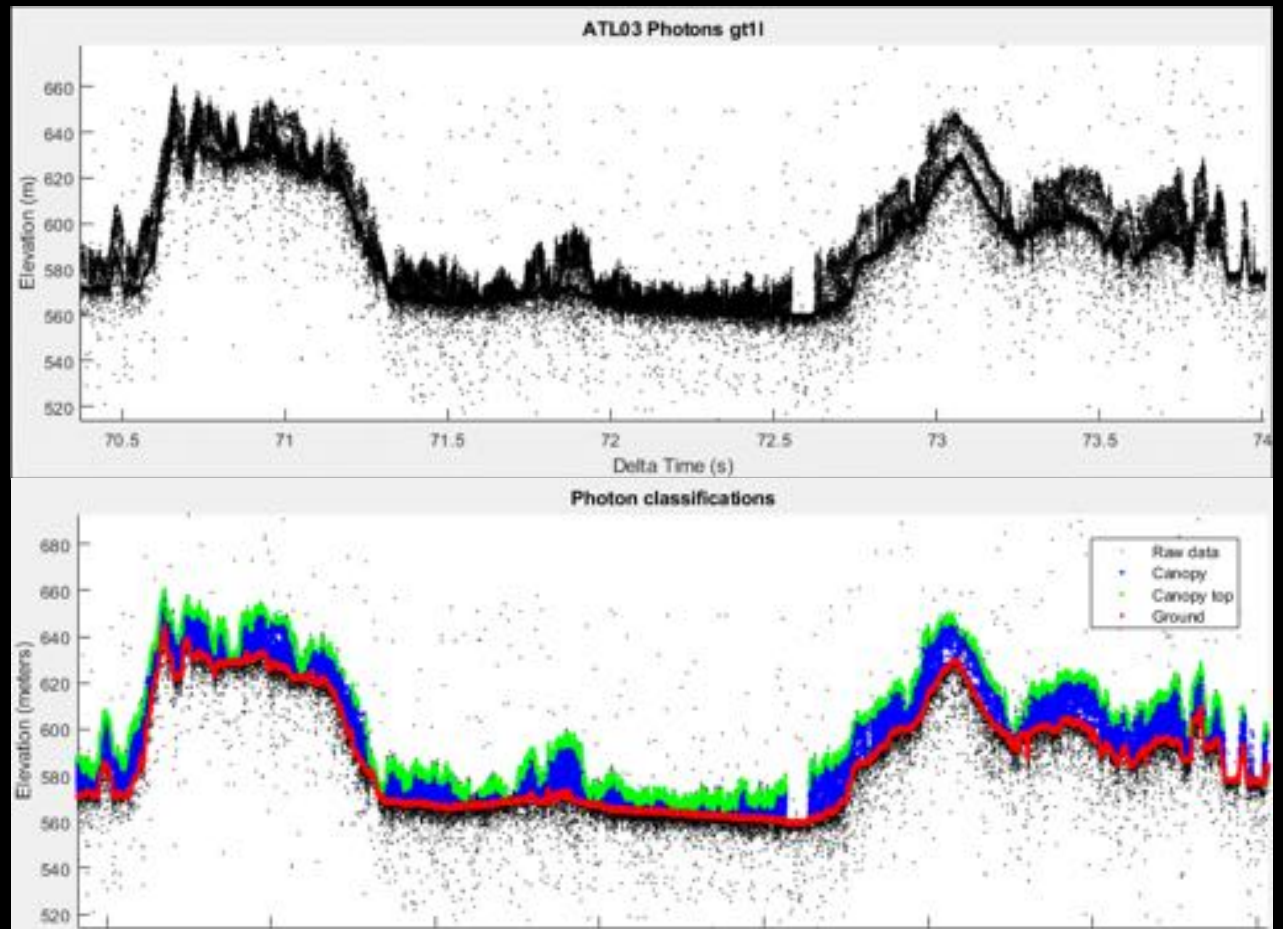 ATL03 Photons gt1l
660
640
620
600
580
560
540
520
Elevation (m)
70.5 71 71.5 72 72.5 73 73.5 74
Delta Time (s)
Photon classifications
680
660
640
620
600
580
560
540
520
Elevation (meters)
Raw data
Canopy
Canopy top
Ground